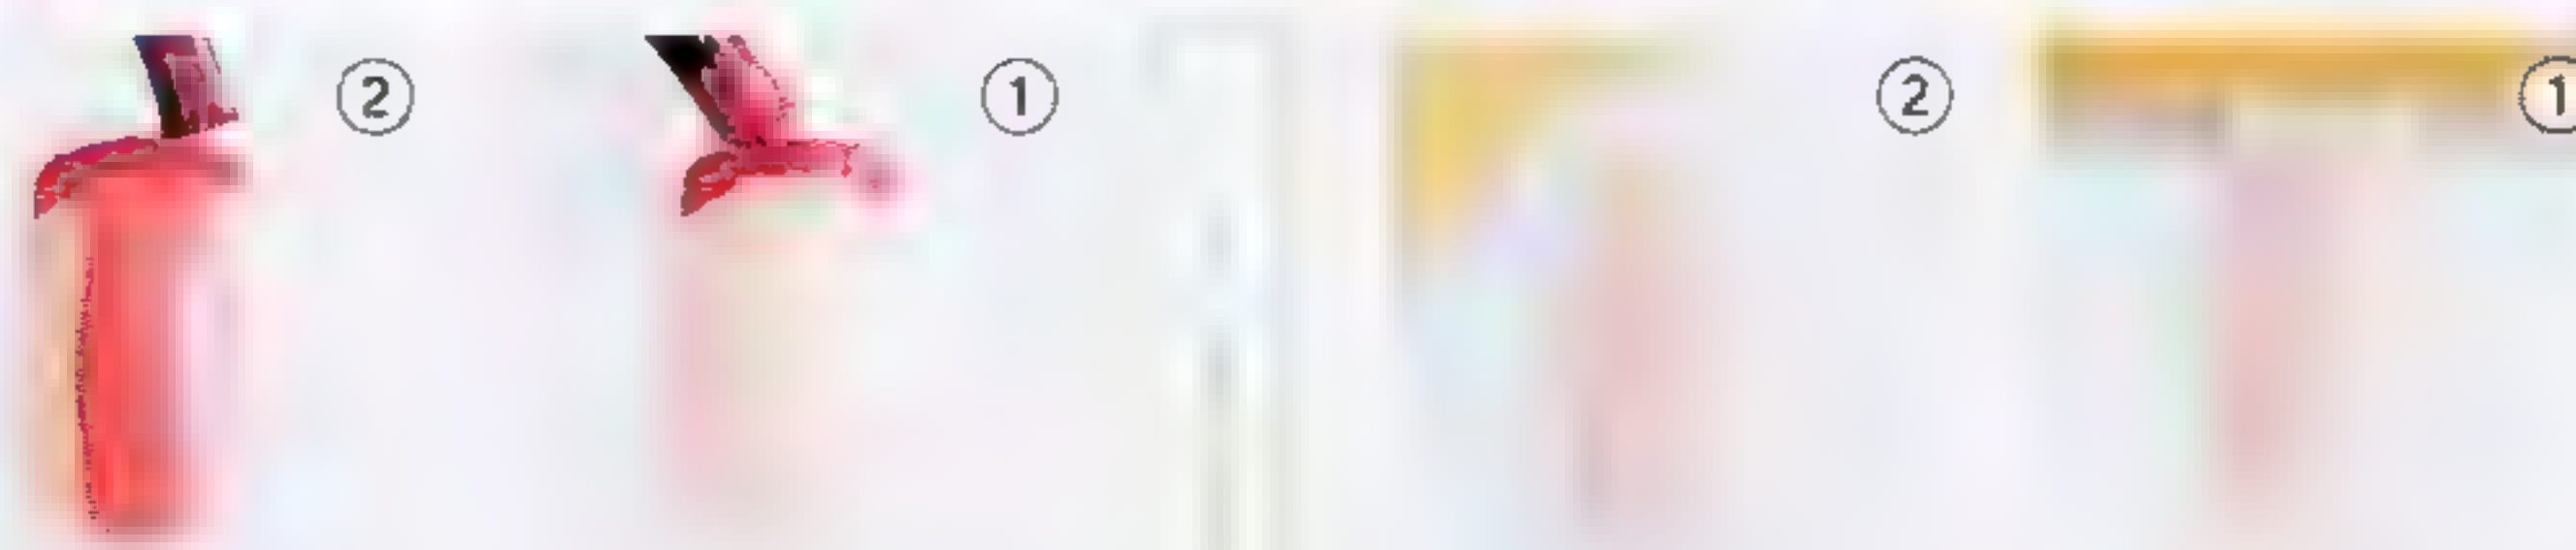 ② ① ② ①